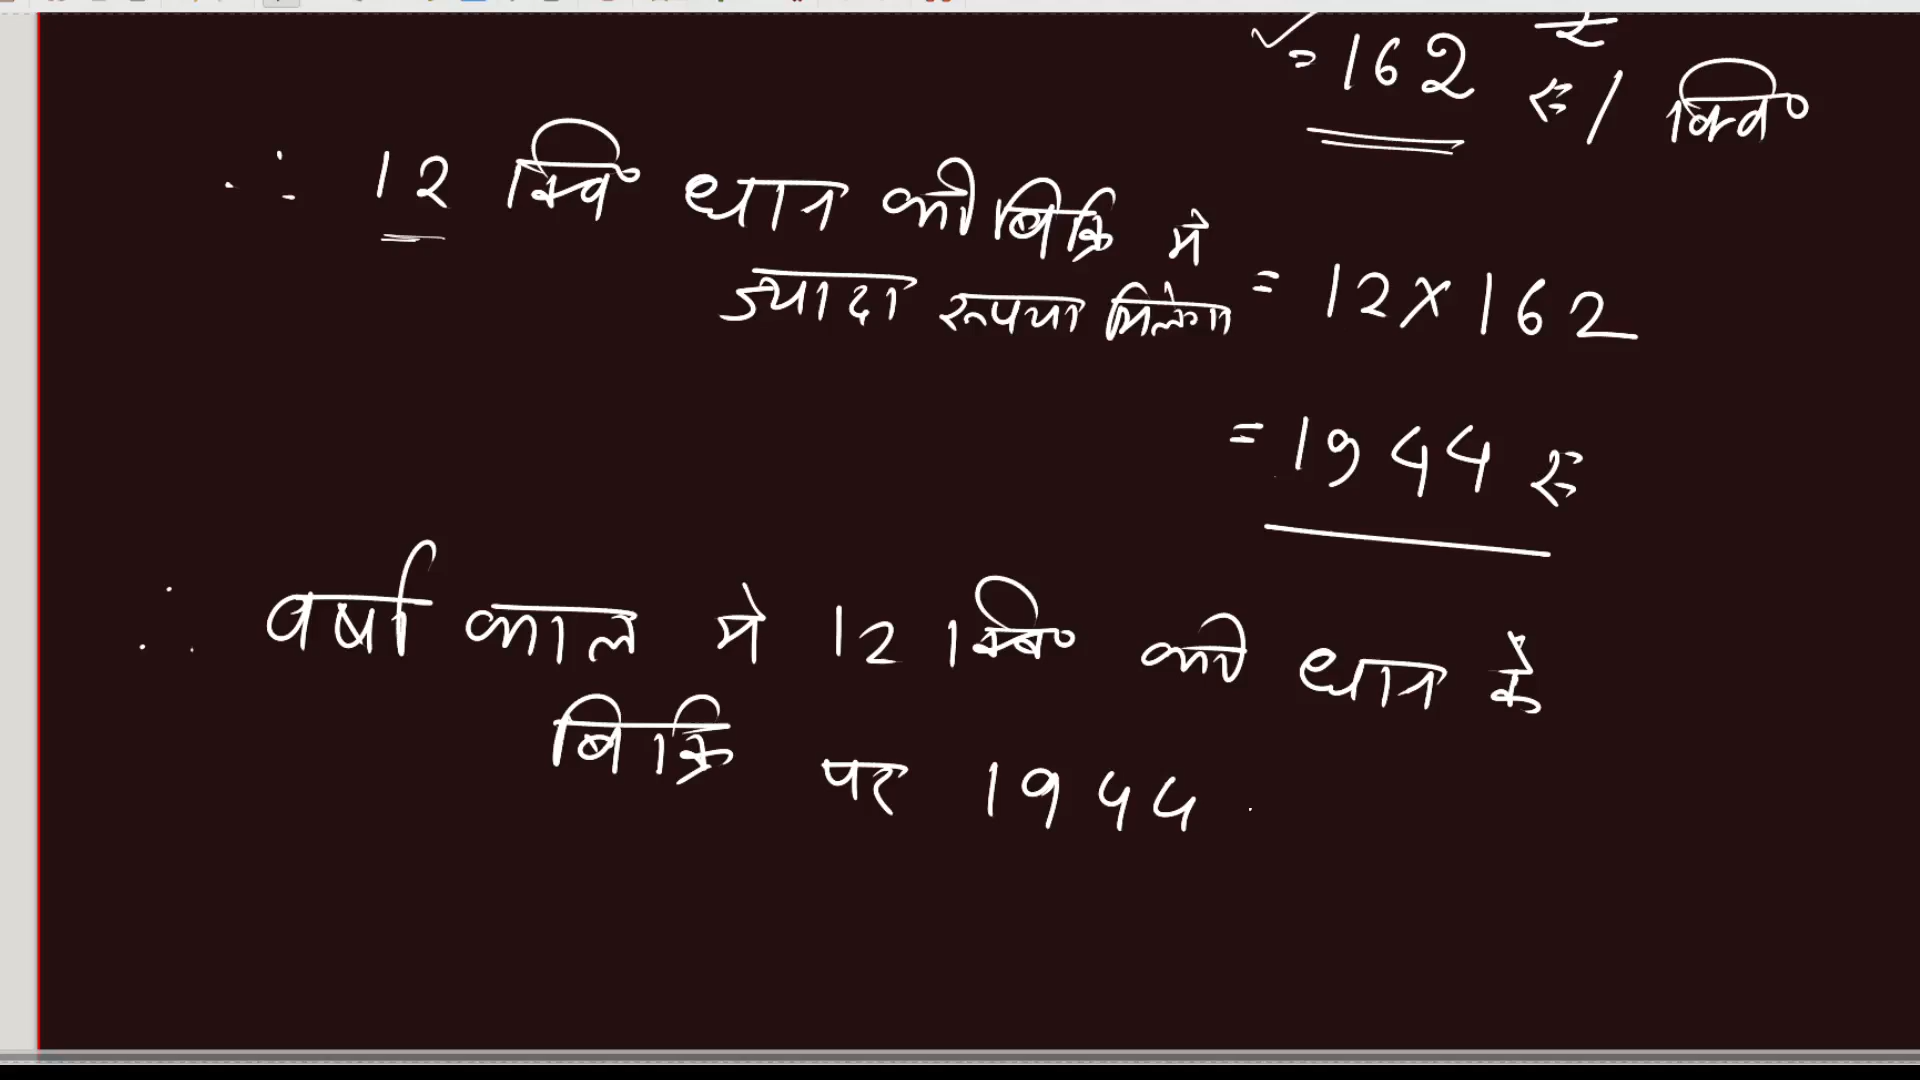 = 162 रु / क्विं०
∴ 12 क्विं० धान की बिक्रि मे
ज्यादा रूपया मिलेगा = 12 x 162
= 1944 रु
∴ वर्षा काल मे 12 क्विं० की धान के
बिक्रि पर 1944